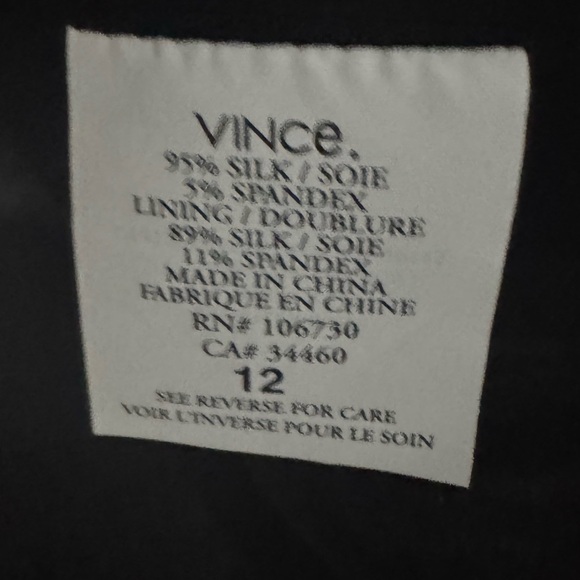 VINCe.
95% SILK / SOIE
5% SPANDEX
LINING / DOUBLURE
89% SILK / SOIE
11% SPANDEX
MADE IN CHINA
FABRIQUE EN CHINE
RN# 106730
CA# 34460
12
SEE REVERSE FOR CARE
VOIR L'INVERSE POUR LE SOIN